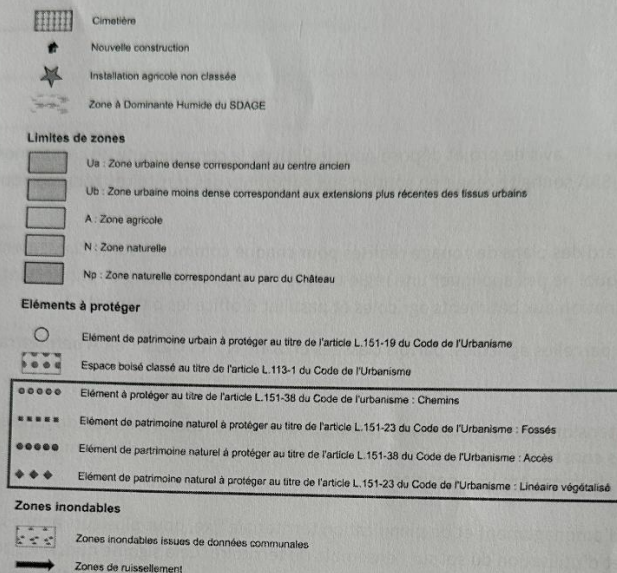 Cimetière
Nouvelle construction
Installation agricole non classée
Zone à Dominante Humide du SDAGE
Limites de zones
Ua : Zone urbaine dense correspondant au centre ancien
Ub : Zone urbaine moins dense correspondant aux extensions plus récentes des tissus urbains
A : Zone agricole
N : Zone naturelle
Np : Zone naturelle correspondant au parc du Château
Eléments à protéger
Elément de patrimoine urbain à protéger au titre de l'article L.151-19 du Code de l'Urbanisme
Espace boisé classé au titre de l'article L.113-1 du Code de l'Urbanisme
Elément à protéger au titre de l'article L.151-38 du Code de l'urbanisme : Chemins
Elément de patrimoine naturel à protéger au titre de l'article L.151-23 du Code de l'Urbanisme : Fossés
Elément de partrimoine naturel à protéger au titre de l'article L.151-38 du Code de l'Urbanisme : Accès
Elément de patrimoine naturel à protéger au titre de l'article L.151-23 du Code de l'Urbanisme : Linéaire végétalisé
Zones inondables
Zones inondables issues de données communales
Zones de ruissellement